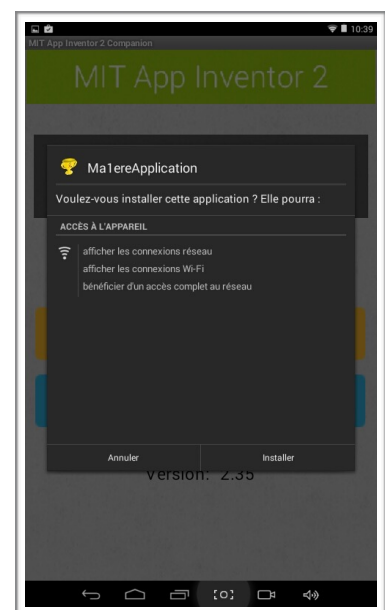 10:39
MIT App Inventor 2 Companion
MIT App Inventor 2
Ma1ereApplication
Voulez-vous installer cette application ? Elle pourra :
ACCÈS À L'APPAREIL
afficher les connexions réseau
afficher les connexions Wi-Fi
bénéficier d'un accès complet au réseau
Annuler
Installer
Version: 2.35